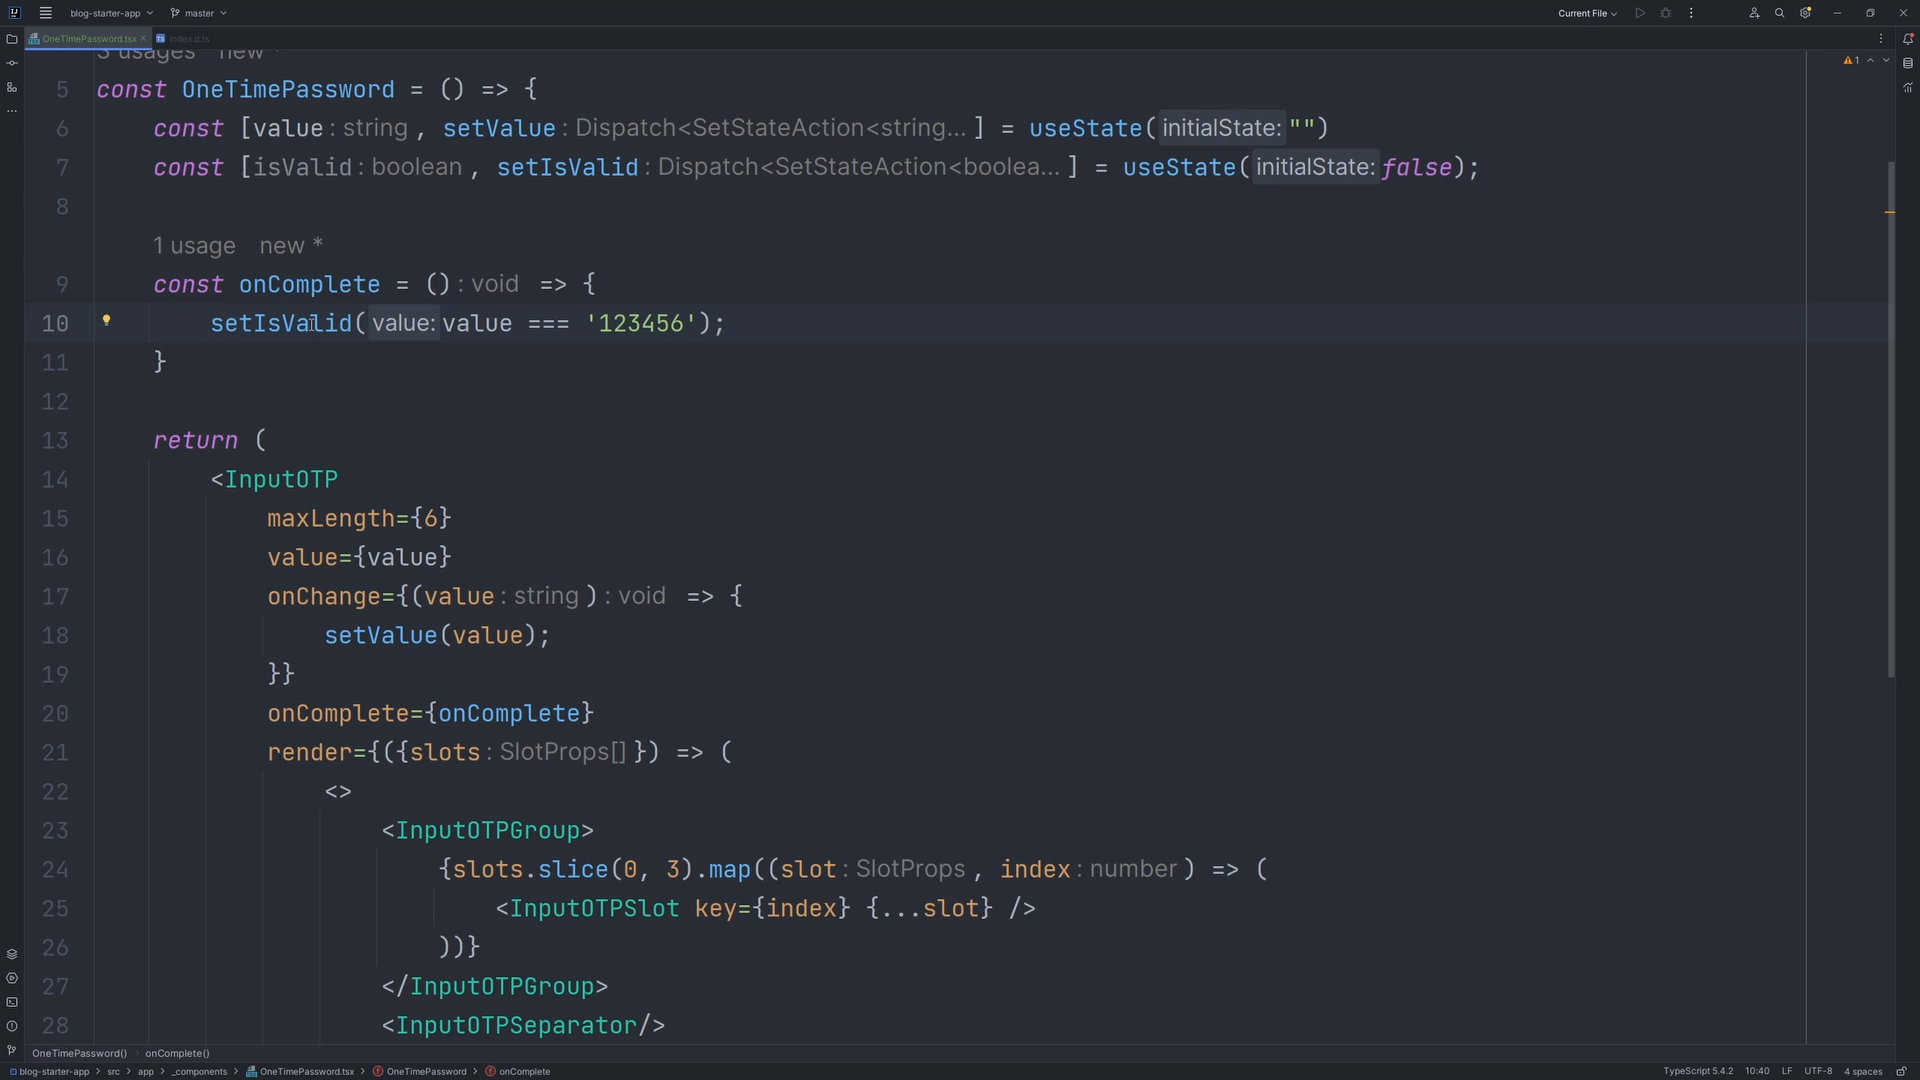 blog-starter-app
master
Current File
OneTimePassword.tsx
index.d.ts
3 usages new *
5 const OneTimePassword = () => {
6 const [value: string, setValue: Dispatch<SetStateAction<string...] = useState( initialState: "")
7 const [isValid: boolean, setIsValid: Dispatch<SetStateAction<boolea...] = useState( initialState: false);
8
1 usage new *
9 const onComplete = (): void => {
10 setIsValid( value: value === '123456');
11 }
12
13 return (
14 <InputOTP
15 maxLength={6}
16 value={value}
17 onChange={(value: string): void => {
18 setValue(value);
19 }}
20 onComplete={onComplete}
21 render={({slots: SlotProps[]}) => (
22 <>
23 <InputOTPGroup>
24 {slots.slice(0, 3).map((slot: SlotProps, index: number) => (
25 <InputOTPSlot key={index} {...slot} />
26 ))}
27 </InputOTPGroup>
28 <InputOTPSeparator/>
1
OneTimePassword() › onComplete()
blog-starter-app › src › app › _components › OneTimePassword.tsx › OneTimePassword › onComplete
TypeScript 5.4.2 10:40 LF UTF-8 4 spaces